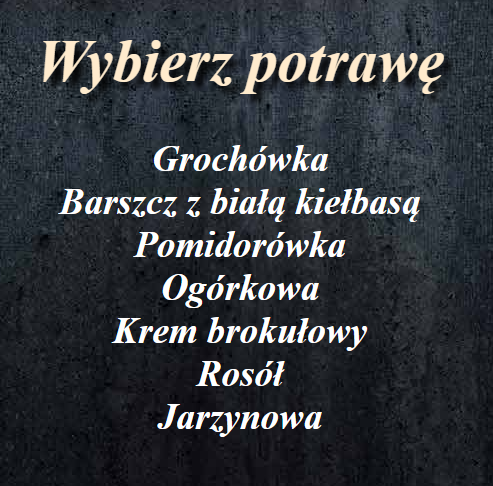 Wybierz potrawę
Grochówka
Barszcz z białą kiełbasą
Pomidorówka
Ogórkowa
Krem brokułowy
Rosół
Jarzynowa